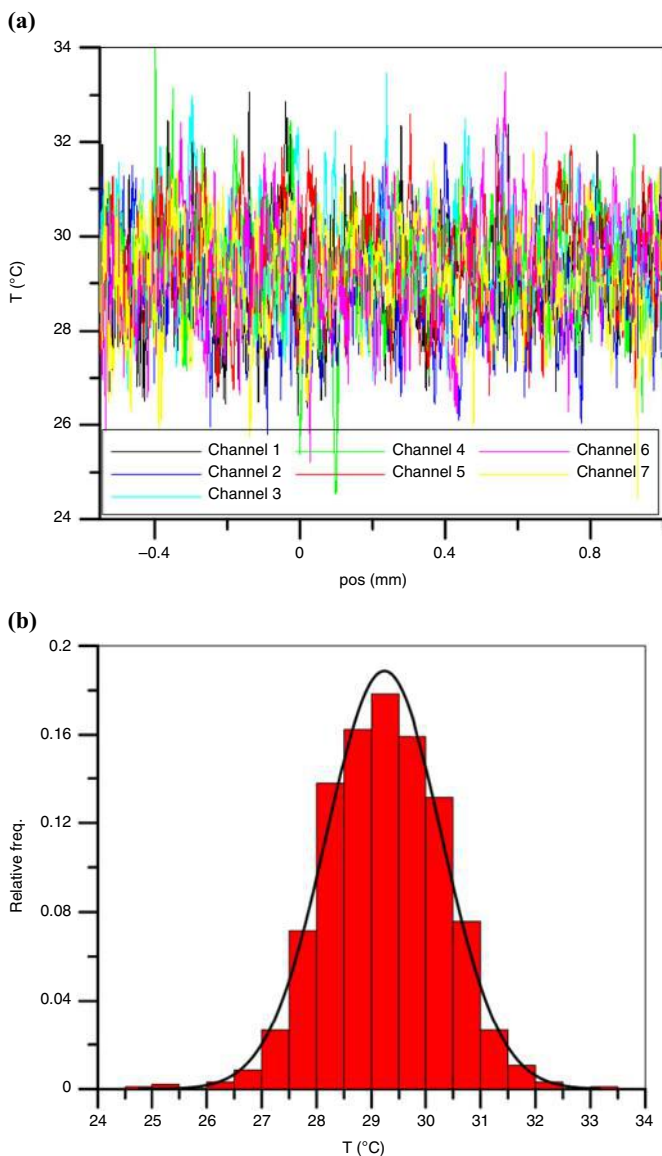 (a)
34
32
30
28
26
24
T (°C)
Channel 1
Channel 4
Channel 6
Channel 2
Channel 5
Channel 7
Channel 3
−0.4
0
0.4
0.8
pos (mm)
(b)
0.2
0.16
0.12
0.08
0.04
0
Relative freq.
24
25
26
27
28
29
30
31
32
33
34
T (°C)